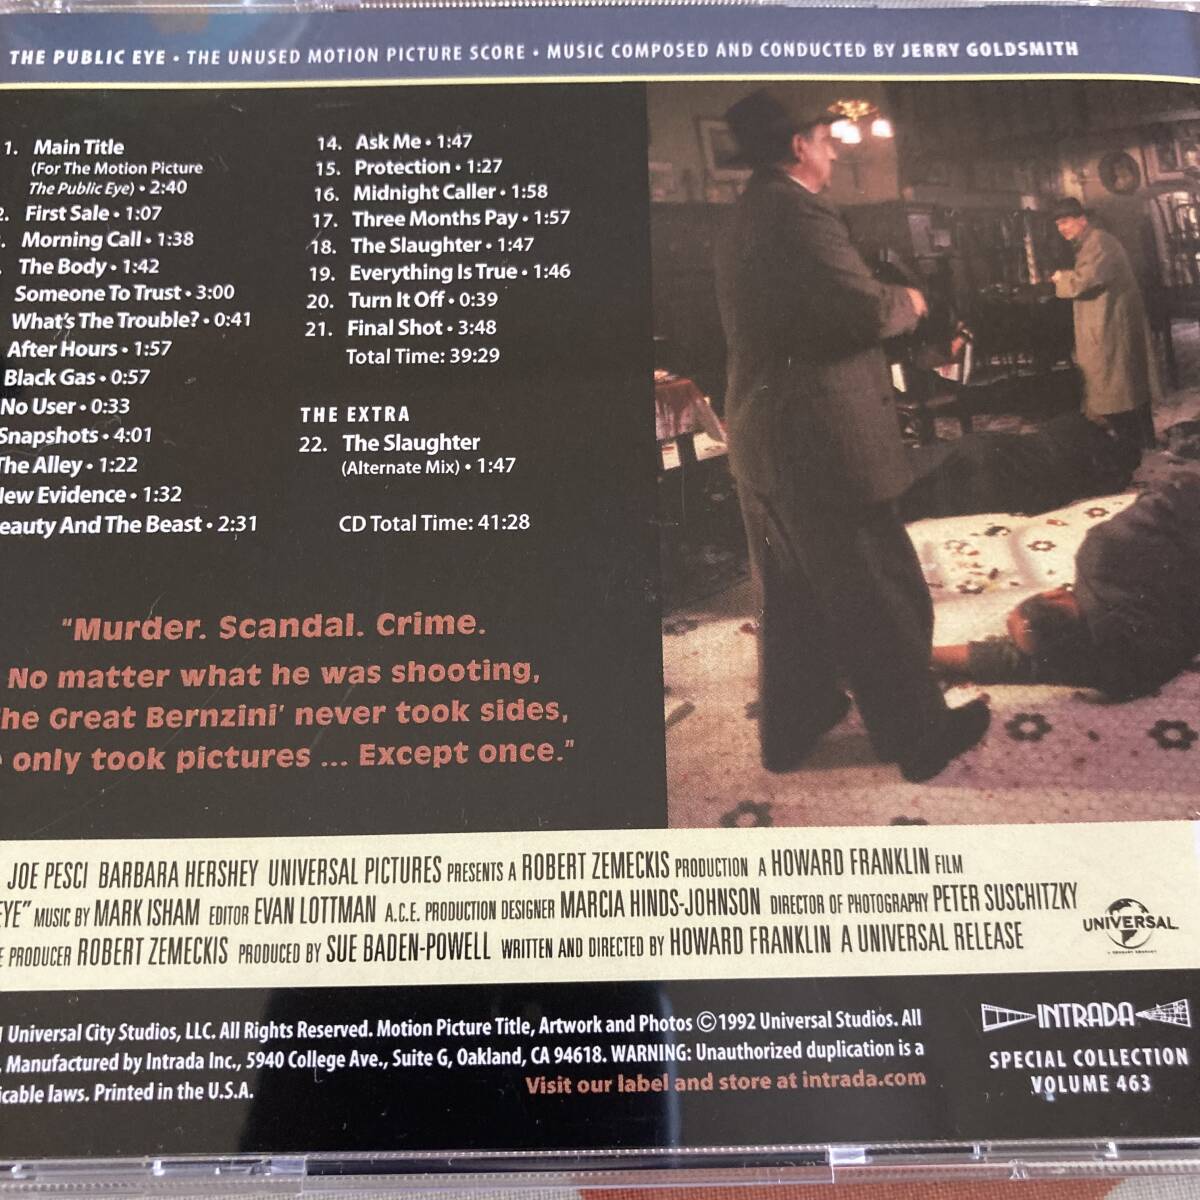 THE PUBLIC EYE • THE UNUSED MOTION PICTURE SCORE • MUSIC COMPOSED AND CONDUCTED BY JERRY GOLDSMITH
1. Main Title
(For The Motion Picture
The Public Eye) • 2:40
2. First Sale • 1:07
Morning Call • 1:38
The Body • 1:42
Someone To Trust • 3:00
What's The Trouble? • 0:41
After Hours • 1:57
Black Gas • 0:57
No User • 0:33
Snapshots • 4:01
The Alley • 1:22
New Evidence • 1:32
eauty And The Beast • 2:31
14. Ask Me • 1:47
15. Protection • 1:27
16. Midnight Caller • 1:58
17. Three Months Pay • 1:57
18. The Slaughter • 1:47
19. Everything Is True • 1:46
20. Turn It Off • 0:39
21. Final Shot • 3:48
Total Time: 39:29
THE EXTRA
22. The Slaughter
(Alternate Mix) • 1:47
CD Total Time: 41:28
"Murder. Scandal. Crime.
No matter what he was shooting,
he Great Bernzini' never took sides,
only took pictures ... Except once."
JOE PESCI BARBARA HERSHEY UNIVERSAL PICTURES PRESENTS A ROBERT ZEMECKIS PRODUCTION A HOWARD FRANKLIN FILM
EYE" MUSIC BY MARK ISHAM EDITOR EVAN LOTTMAN A.C.E. PRODUCTION DESIGNER MARCIA HINDS-JOHNSON DIRECTOR OF PHOTOGRAPHY PETER SUSCHITZKY
E PRODUCER ROBERT ZEMECKIS PRODUCED BY SUE BADEN-POWELL WRITTEN AND DIRECTED BY HOWARD FRANKLIN A UNIVERSAL RELEASE
UNIVERSAL
Universal City Studios, LLC. All Rights Reserved. Motion Picture Title, Artwork and Photos ©1992 Universal Studios. All
. Manufactured by Intrada Inc., 5940 College Ave., Suite G, Oakland, CA 94618. WARNING: Unauthorized duplication is a
icable laws. Printed in the U.S.A.
Visit our label and store at intrada.com
INTRADA
SPECIAL COLLECTION
VOLUME 463